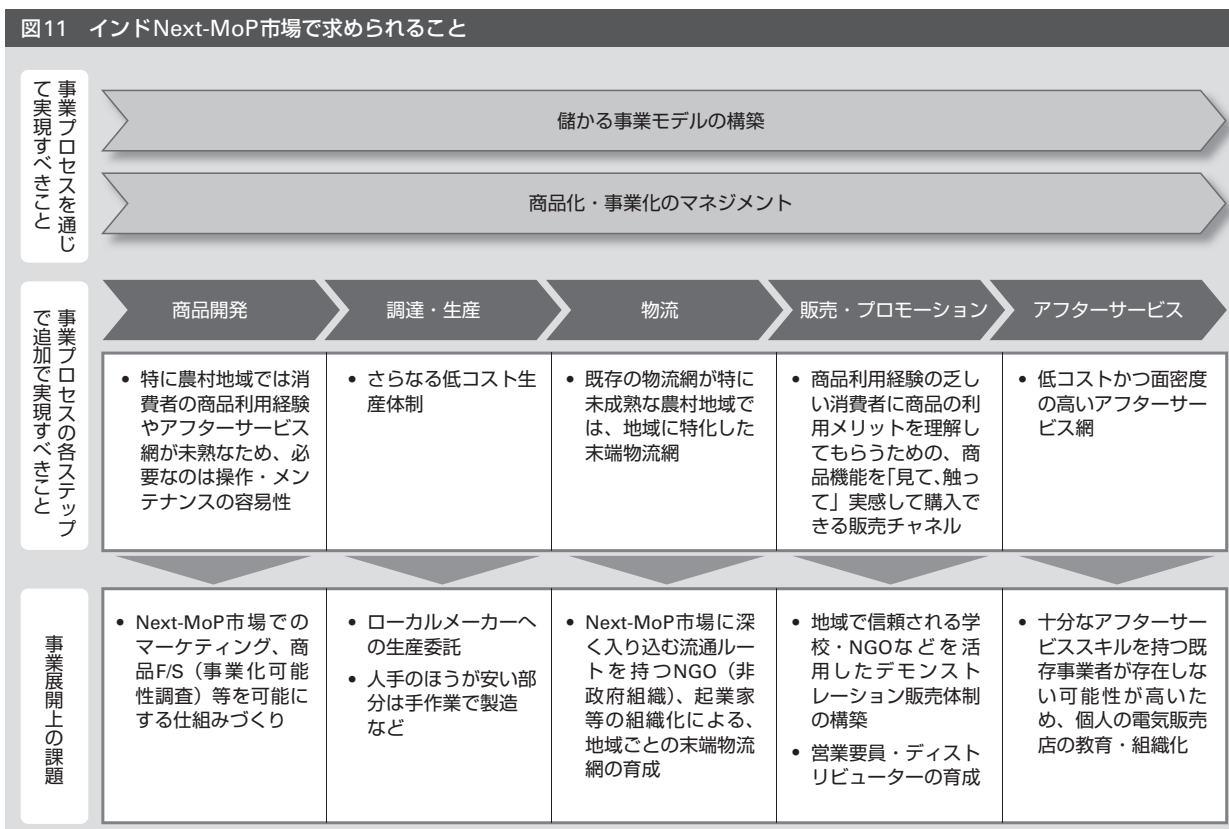 図11 インドNext-MoP市場で求められること
事業プロセスを通じ
て実現すべきこと
儲かる事業モデルの構築
商品化・事業化のマネジメント
事業プロセスの各ステップ
で追加で実現すべきこと
商品開発
調達・生産
物流
販売・プロモーション
アフターサービス
• 特に農村地域では消
費者の商品利用経験
やアフターサービス
網が未熟なため、必
要なのは操作・メン
テナンスの容易性
• さらなる低コスト生
産体制
• 既存の物流網が特に
未成熟な農村地域で
は、地域に特化した
末端物流網
• 商品利用経験の乏し
い消費者に商品の利
用メリットを理解し
てもらうための、商
品機能を「見て、触っ
て」実感して購入で
きる販売チャネル
• 低コストかつ面密度
の高いアフターサー
ビス網
事業展開上の課題
• Next-MoP市場での
マーケティング、商
品F/S（事業化可能
性調査）等を可能に
する仕組みづくり
• ローカルメーカーへ
の生産委託
• 人手のほうが安い部
分は手作業で製造
など
• Next-MoP市場に深
く入り込む流通ルー
トを持つNGO（非
政府組織）、起業家
等の組織化による、
地域ごとの末端物流
網の育成
• 地域で信頼される学
校・NGOなどを活
用したデモンスト
レーション販売体制
の構築
• 営業要員・ディスト
リビューターの育成
• 十分なアフターサー
ビススキルを持つ既
存事業者が存在しな
い可能性が高いた
め、個人の電気販売
店の教育・組織化